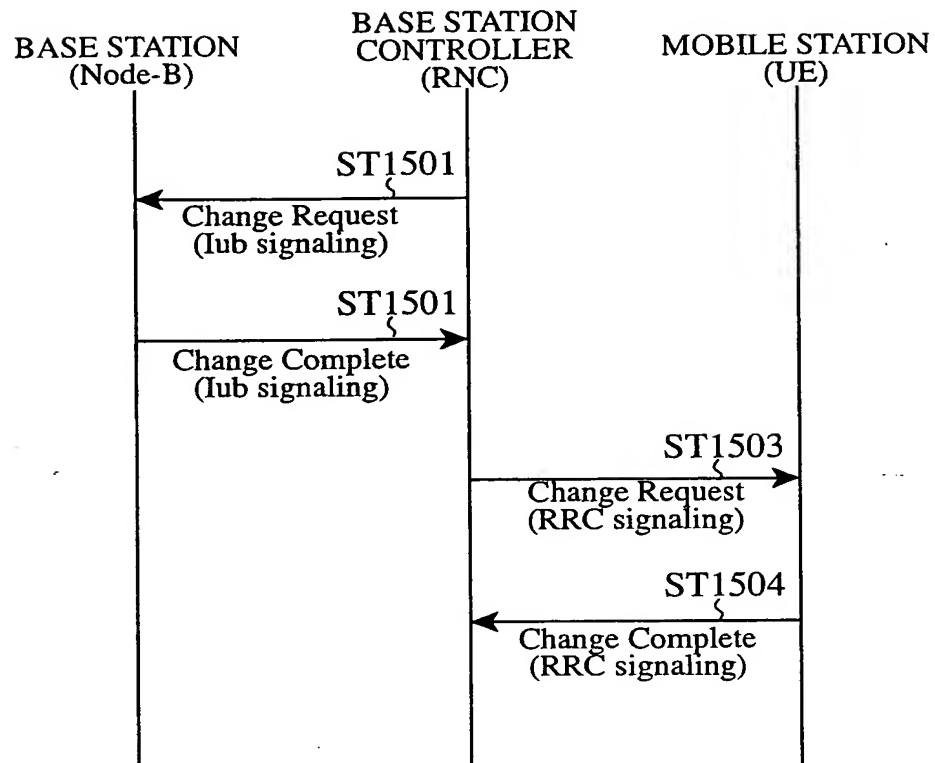 BASE STATION
(Node-B)
BASE STATION
CONTROLLER
(RNC)
MOBILE STATION
(UE)
ST1501
Change Request
(Iub signaling)
ST1501
Change Complete
(Iub signaling)
ST1503
Change Request
(RRC signaling)
ST1504
Change Complete
(RRC signaling)